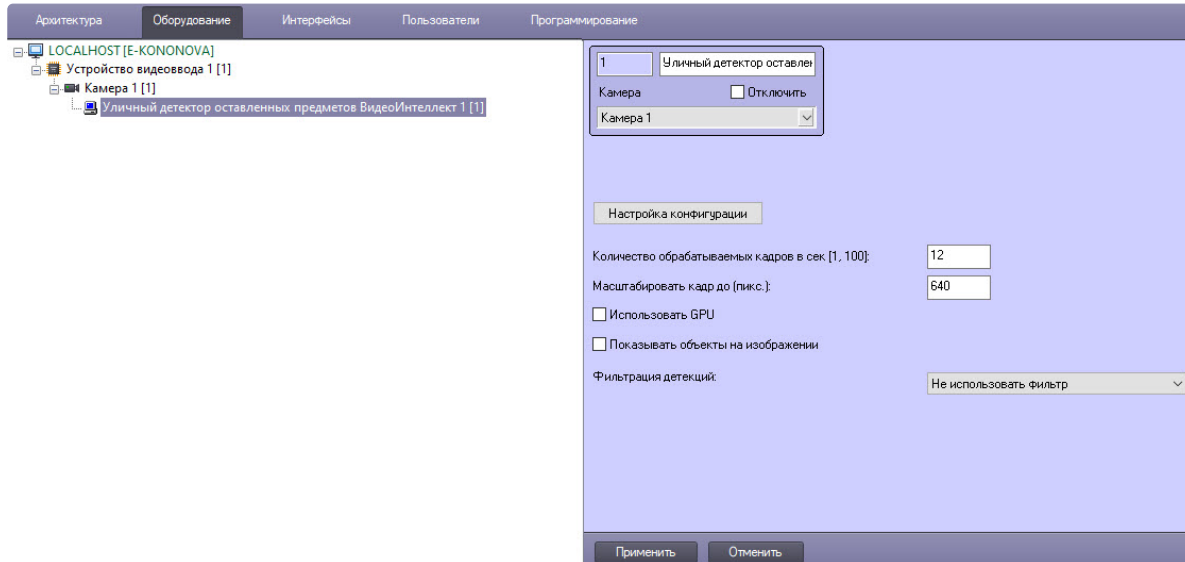 Архитектура Оборудование Интерфейсы Пользователи Программирование
LOCALHOST [E-KONONOVA]
Устройство видеоввода 1 [1]
Камера 1 [1]
Уличный детектор оставленных предметов ВидеоИнтеллект 1 [1]
1 Уличный детектор оставлен
Камера Отключить
Камера 1
Настройка конфигурации
Количество обрабатываемых кадров в сек [1, 100]: 12
Масштабировать кадр до (пикс.): 640
Использовать GPU
Показывать объекты на изображении
Фильтрация детекций: Не использовать фильтр
Применить Отменить